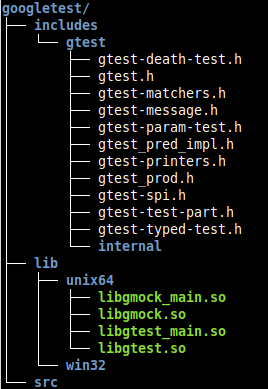 googletest/
includes
gtest
gtest-death-test.h
gtest.h
gtest-matchers.h
gtest-message.h
gtest-param-test.h
gtest_pred_impl.h
gtest-printers.h
gtest_prod.h
gtest-spi.h
gtest-test-part.h
gtest-typed-test.h
internal
lib
unix64
libgmock_main.so
libgmock.so
libgtest_main.so
libgtest.so
win32
src